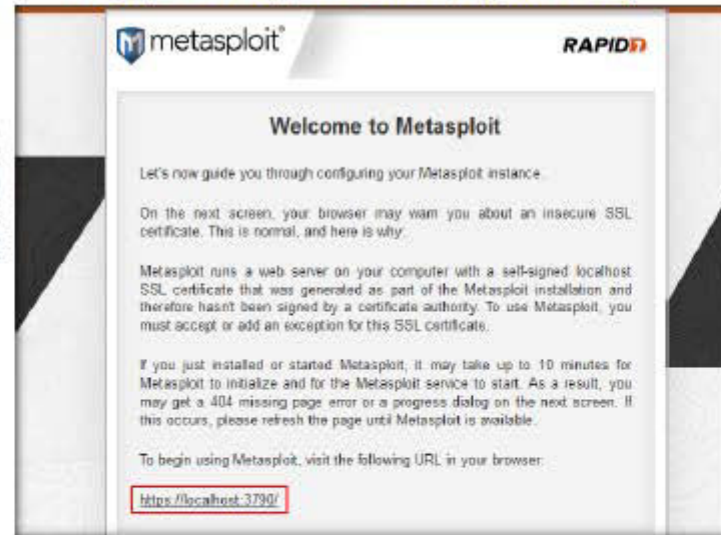 metasploit®
RAPID7
Welcome to Metasploit
Let's now guide you through configuring your Metasploit instance.
On the next screen, your browser may warn you about an insecure SSL
certificate. This is normal, and here is why:
Metasploit runs a web server on your computer with a self-signed localhost
SSL certificate that was generated as part of the Metasploit installation and
therefore hasn't been signed by a certificate authority. To use Metasploit, you
must accept or add an exception for this SSL certificate.
If you just installed or started Metasploit, it may take up to 10 minutes for
Metasploit to initialize and for the Metasploit service to start. As a result, you
may get a 404 missing page error or a progress dialog on the next screen. If
this occurs, please refresh the page until Metasploit is available.
To begin using Metasploit, visit the following URL in your browser:
https://localhost:3790/